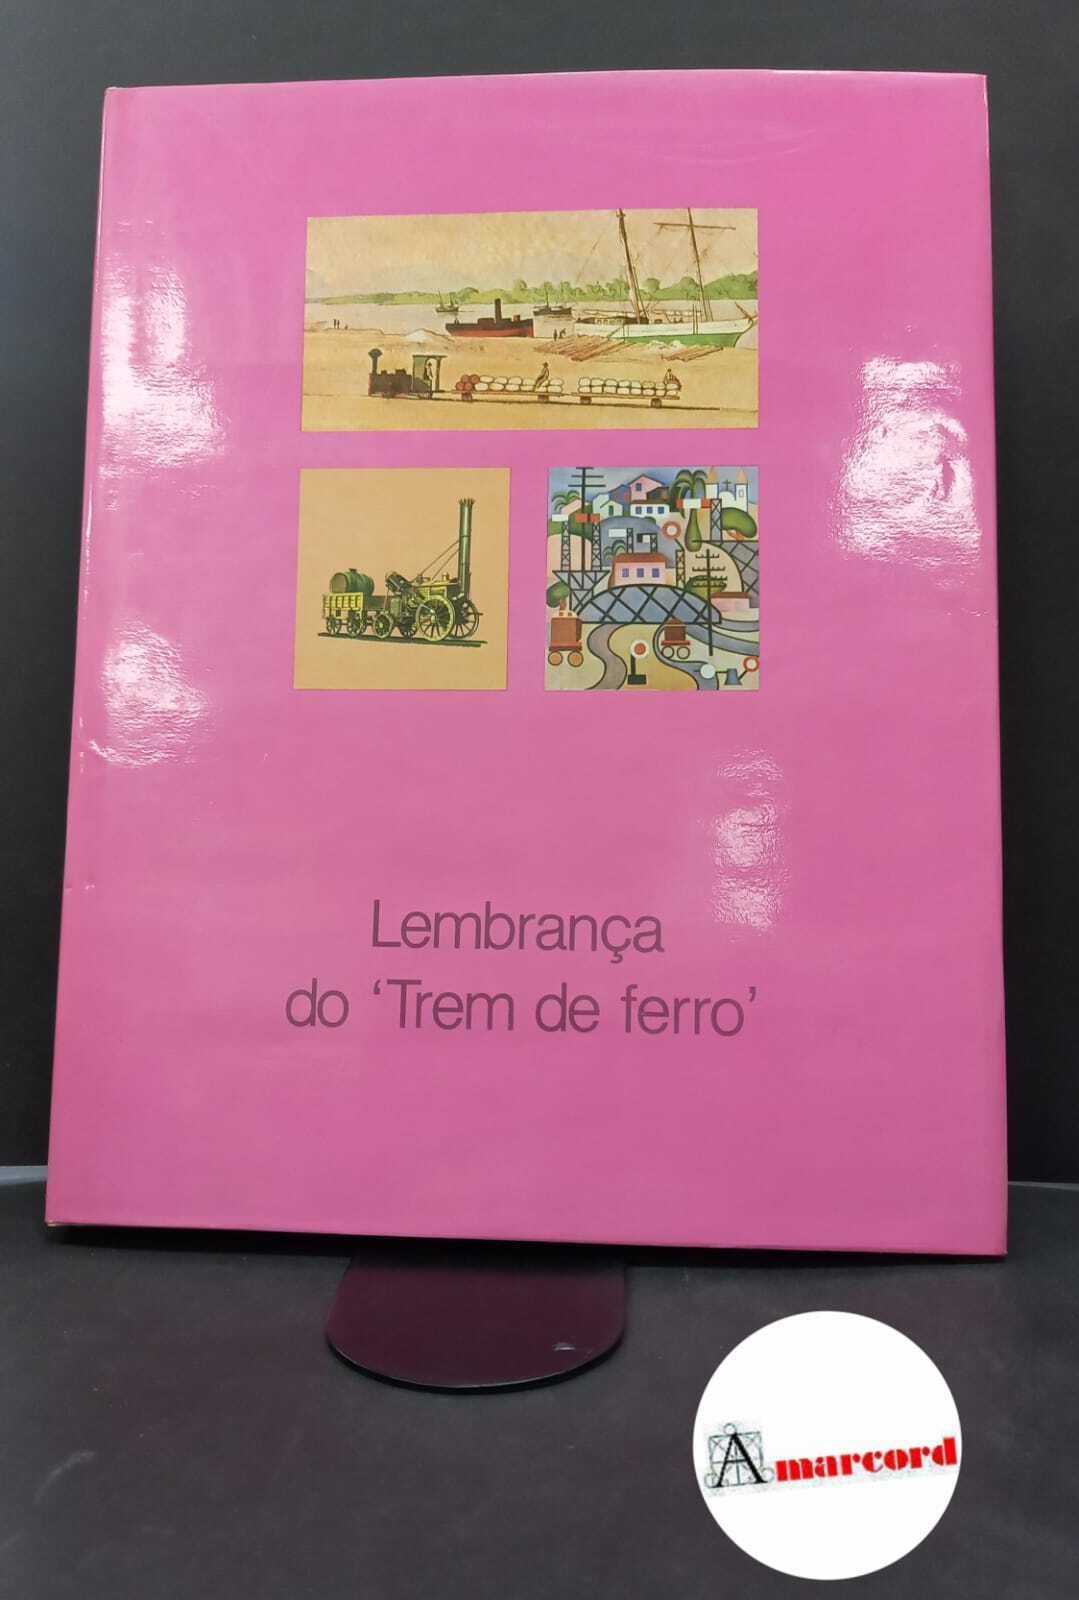 Lembrança
do ‘Trem de ferro’
Amarcord